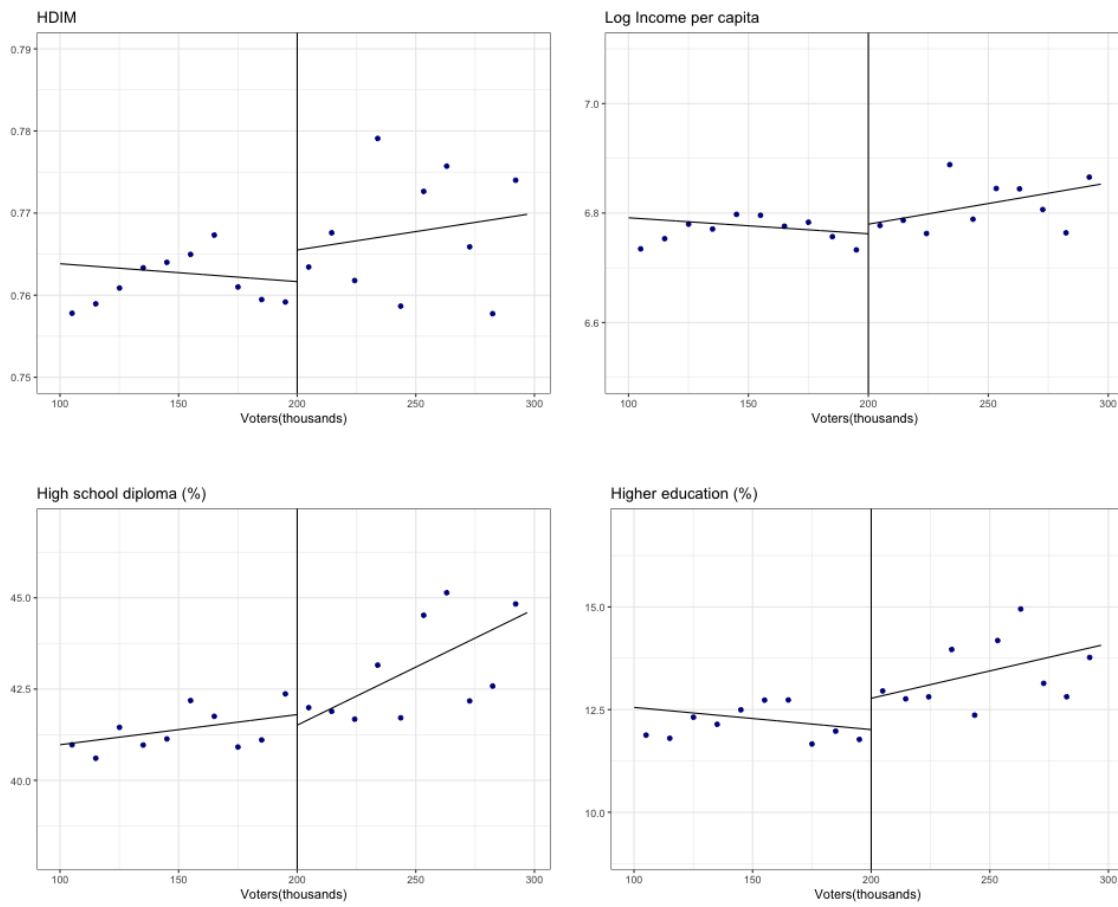 HDIM
0.79
0.78
0.77
0.76
0.75
100 150 200 250 300
Voters(thousands)
Log Income per capita
7.0
6.8
6.6
100 150 200 250 300
Voters(thousands)
High school diploma (%)
45.0
42.5
40.0
100 150 200 250 300
Voters(thousands)
Higher education (%)
15.0
12.5
10.0
100 150 200 250 300
Voters(thousands)